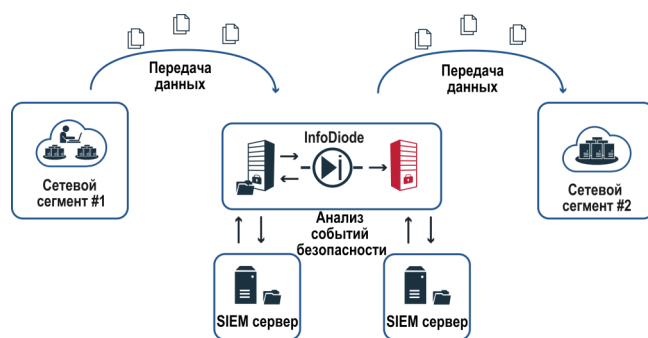 Передача
данных
Передача
данных
Сетевой
сегмент #1
InfoDiode
Сетевой
сегмент #2
Анализ
событий
безопасности
SIEM сервер
SIEM сервер